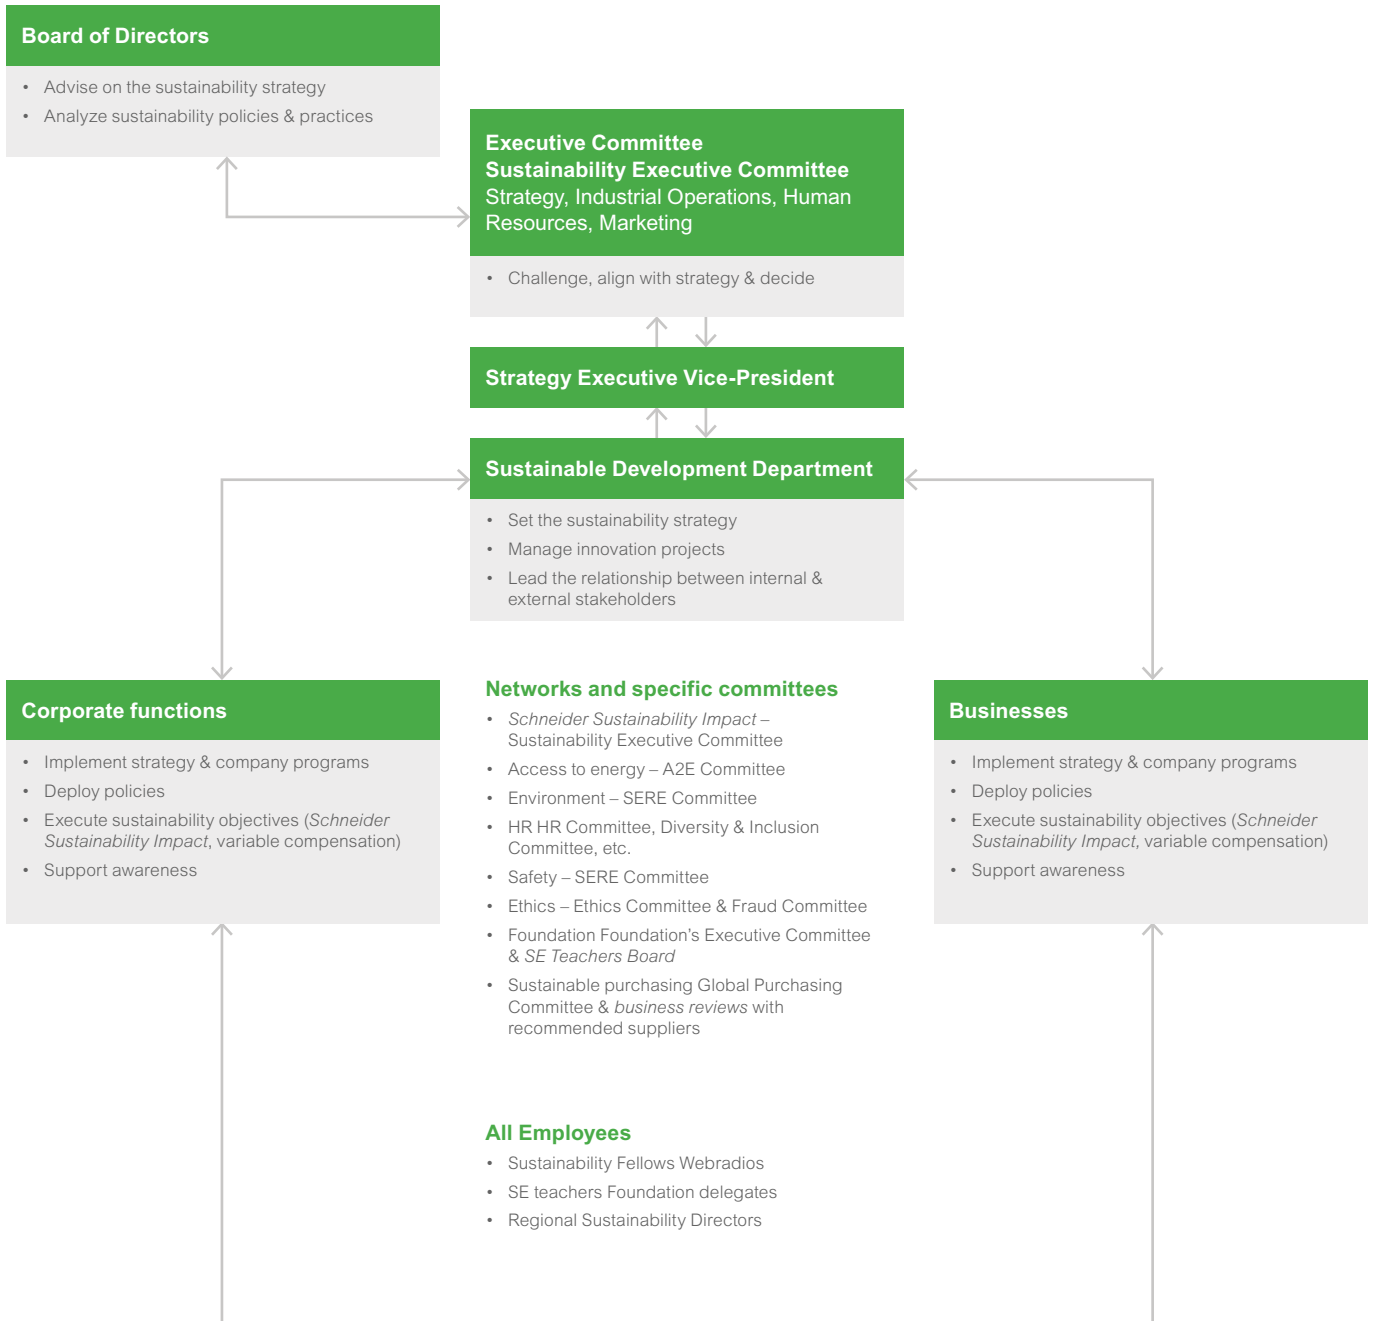 Board of Directors
• Advise on the sustainability strategy
• Analyze sustainability policies & practices
Executive Committee
Sustainability Executive Committee
Strategy, Industrial Operations, Human
Resources, Marketing
• Challenge, align with strategy & decide
Strategy Executive Vice-President
Sustainable Development Department
• Set the sustainability strategy
• Manage innovation projects
• Lead the relationship between internal &
external stakeholders
Corporate functions
• Implement strategy & company programs
• Deploy policies
• Execute sustainability objectives (Schneider
Sustainability Impact, variable compensation)
• Support awareness
Networks and specific committees
• Schneider Sustainability Impact –
Sustainability Executive Committee
• Access to energy – A2E Committee
• Environment – SERE Committee
• HR HR Committee, Diversity & Inclusion
Committee, etc.
• Safety – SERE Committee
• Ethics – Ethics Committee & Fraud Committee
• Foundation Foundation’s Executive Committee
& SE Teachers Board
• Sustainable purchasing Global Purchasing
Committee & business reviews with
recommended suppliers
Businesses
• Implement strategy & company programs
• Deploy policies
• Execute sustainability objectives (Schneider
Sustainability Impact, variable compensation)
• Support awareness
All Employees
• Sustainability Fellows Webradios
• SE teachers Foundation delegates
• Regional Sustainability Directors